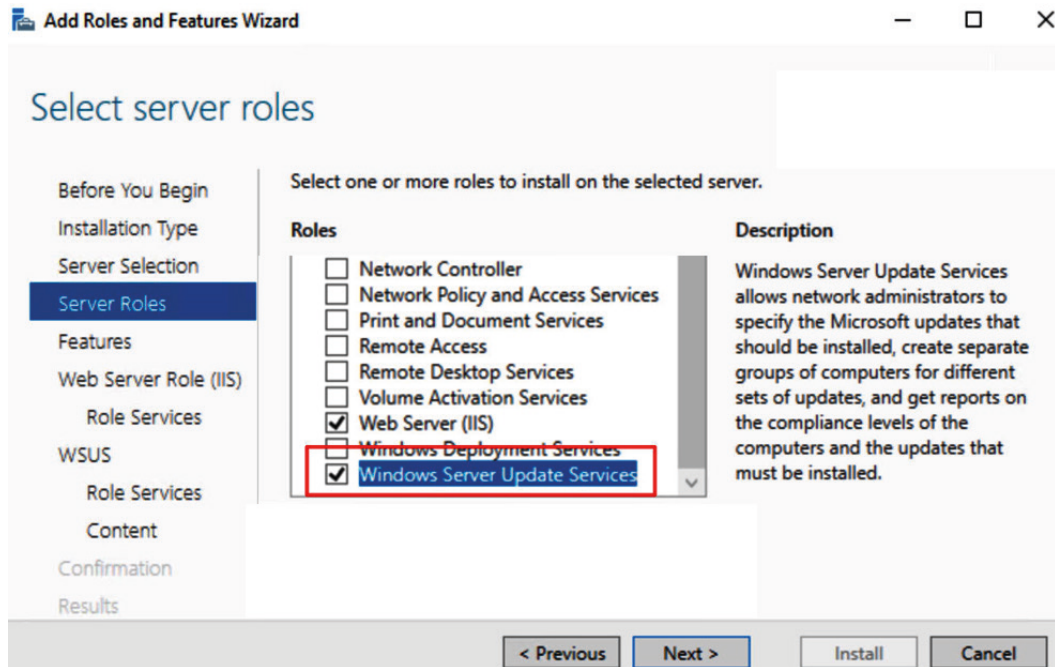 Add Roles and Features Wizard
Select server roles
Before You Begin
Installation Type
Server Selection
Server Roles
Features
Web Server Role (IIS)
Role Services
WSUS
Role Services
Content
Confirmation
Results
Select one or more roles to install on the selected server.
Roles
Network Controller
Network Policy and Access Services
Print and Document Services
Remote Access
Remote Desktop Services
Volume Activation Services
Web Server (IIS)
Windows Deployment Services
Windows Server Update Services
Description
Windows Server Update Services
allows network administrators to
specify the Microsoft updates that
should be installed, create separate
groups of computers for different
sets of updates, and get reports on
the compliance levels of the
computers and the updates that
must be installed.
< Previous
Next >
Install
Cancel